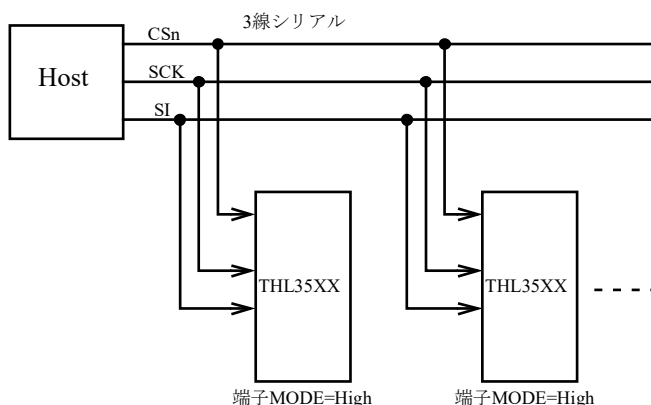 CSn
3線シリアル
Host
SCK
SI
THL35XX
THL35XX
端子MODE=High
端子MODE=High